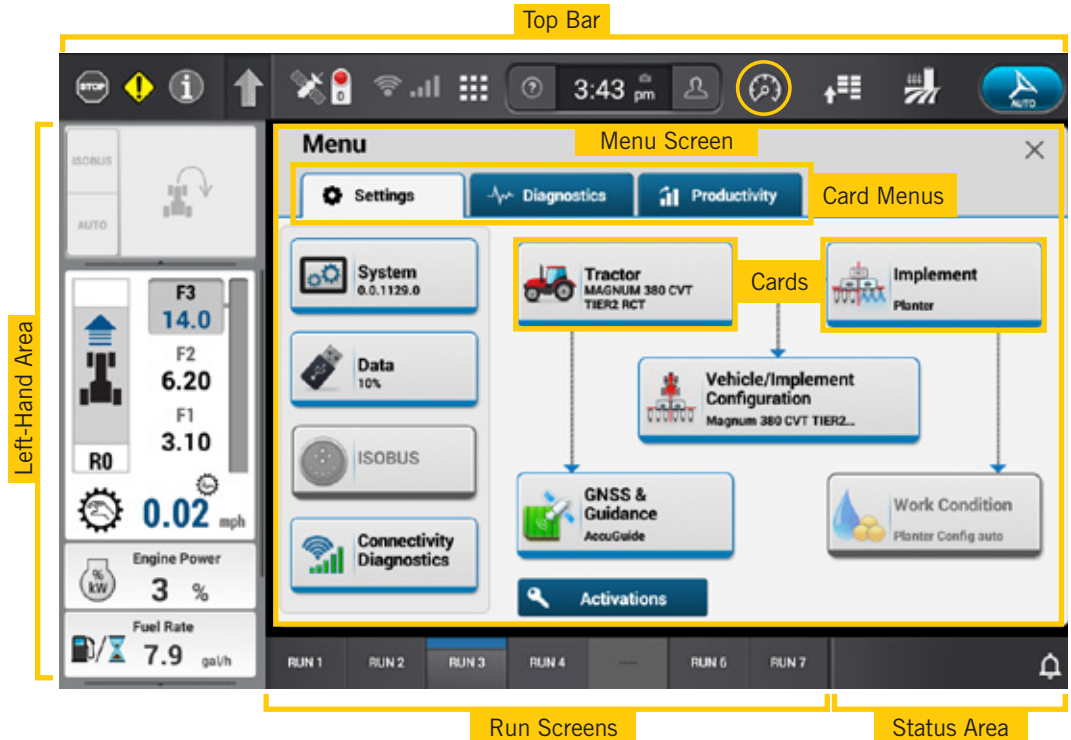 Top Bar
STOP
0
3:43 pm
AUTO
Left-Hand Area
ISOBUS
AUTO
F3
14.0
F2
6.20
F1
3.10
R0
0.02 mph
Engine Power
% kW
3 %
Fuel Rate
7.9 gal/h
Menu
Menu Screen
Settings
Diagnostics
Productivity
Card Menus
System
0.0.1129.0
Data
10%
ISOBUS
Connectivity
Diagnostics
Tractor
MAGNUM 380 CVT
TIER2 RCT
Cards
Implement
Planter
Vehicle/Implement
Configuration
Magnum 380 CVT TIER2...
GNSS &
Guidance
AccuGuide
Work Condition
Planter Config auto
Activations
RUN 1
RUN 2
RUN 3
RUN 4
----
RUN 6
RUN 7
Run Screens
Status Area